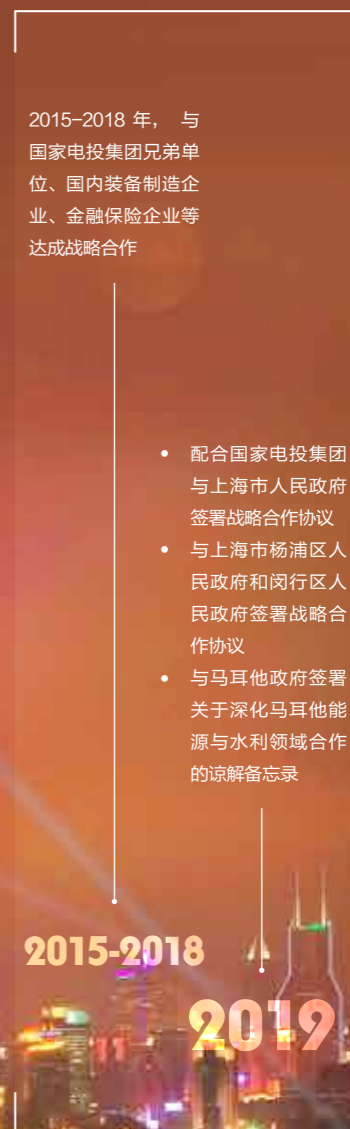 2015-2018 年， 与
国家电投集团兄弟单
位、国内装备制造企
业、金融保险企业等
达成战略合作
• 配合国家电投集团
与上海市人民政府
签署战略合作协议
• 与上海市杨浦区人
民政府和闵行区人
民政府签署战略合
作协议
• 与马耳他政府签署
关于深化马耳他能
源与水利领域合作
的谅解备忘录
2015-2018
2019